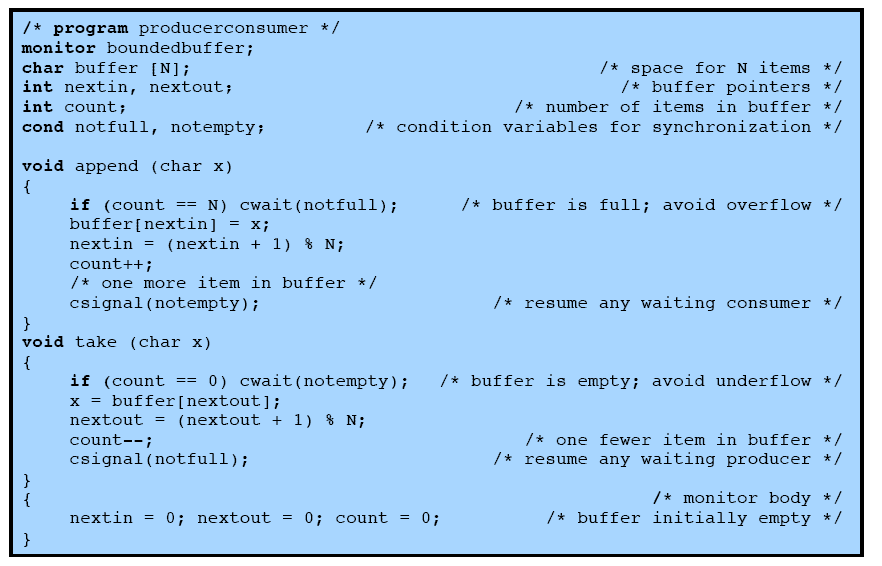 /* program producerconsumer */
monitor boundedbuffer;
char buffer [N]; /* space for N items */
int nextin, nextout; /* buffer pointers */
int count; /* number of items in buffer */
cond notfull, notempty; /* condition variables for synchronization */
void append (char x)
{
if (count == N) cwait(notfull); /* buffer is full; avoid overflow */
buffer[nextin] = x;
nextin = (nextin + 1) % N;
count++;
/* one more item in buffer */
csignal(notempty); /* resume any waiting consumer */
}
void take (char x)
{
if (count == 0) cwait(notempty); /* buffer is empty; avoid underflow */
x = buffer[nextout];
nextout = (nextout + 1) % N;
count--; /* one fewer item in buffer */
csignal(notfull); /* resume any waiting producer */
}
{ /* monitor body */
nextin = 0; nextout = 0; count = 0; /* buffer initially empty */
}